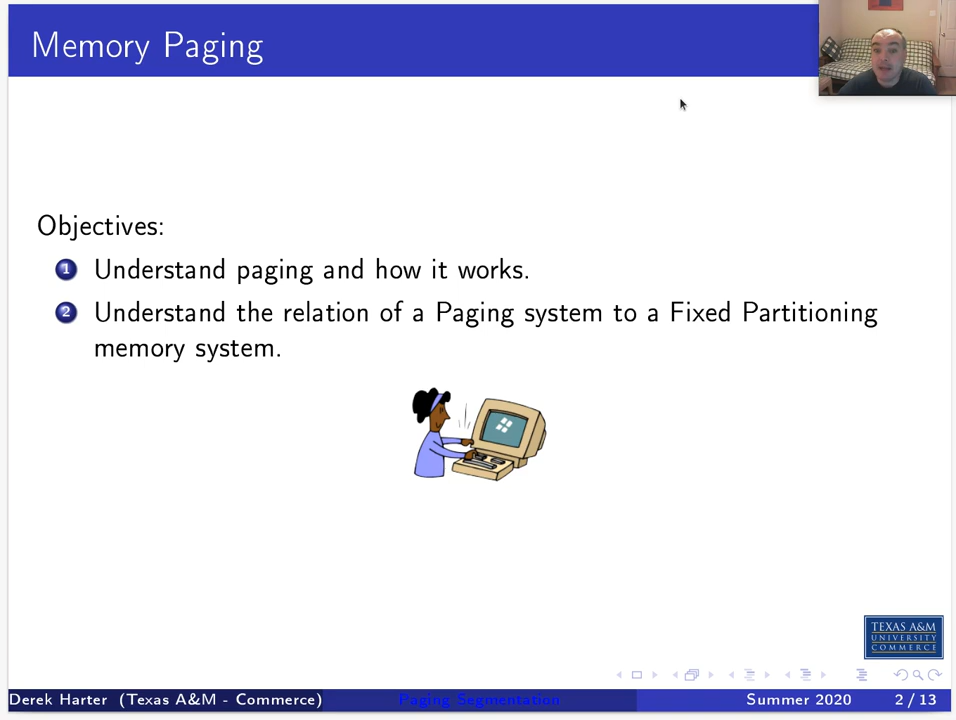 Memory Paging
Objectives:
1 Understand paging and how it works.
2 Understand the relation of a Paging system to a Fixed Partitioning
memory system.
TEXAS A&M
UNIVERSITY
COMMERCE
Derek Harter (Texas A&M - Commerce) Paging Segmentation Summer 2020 2 / 13